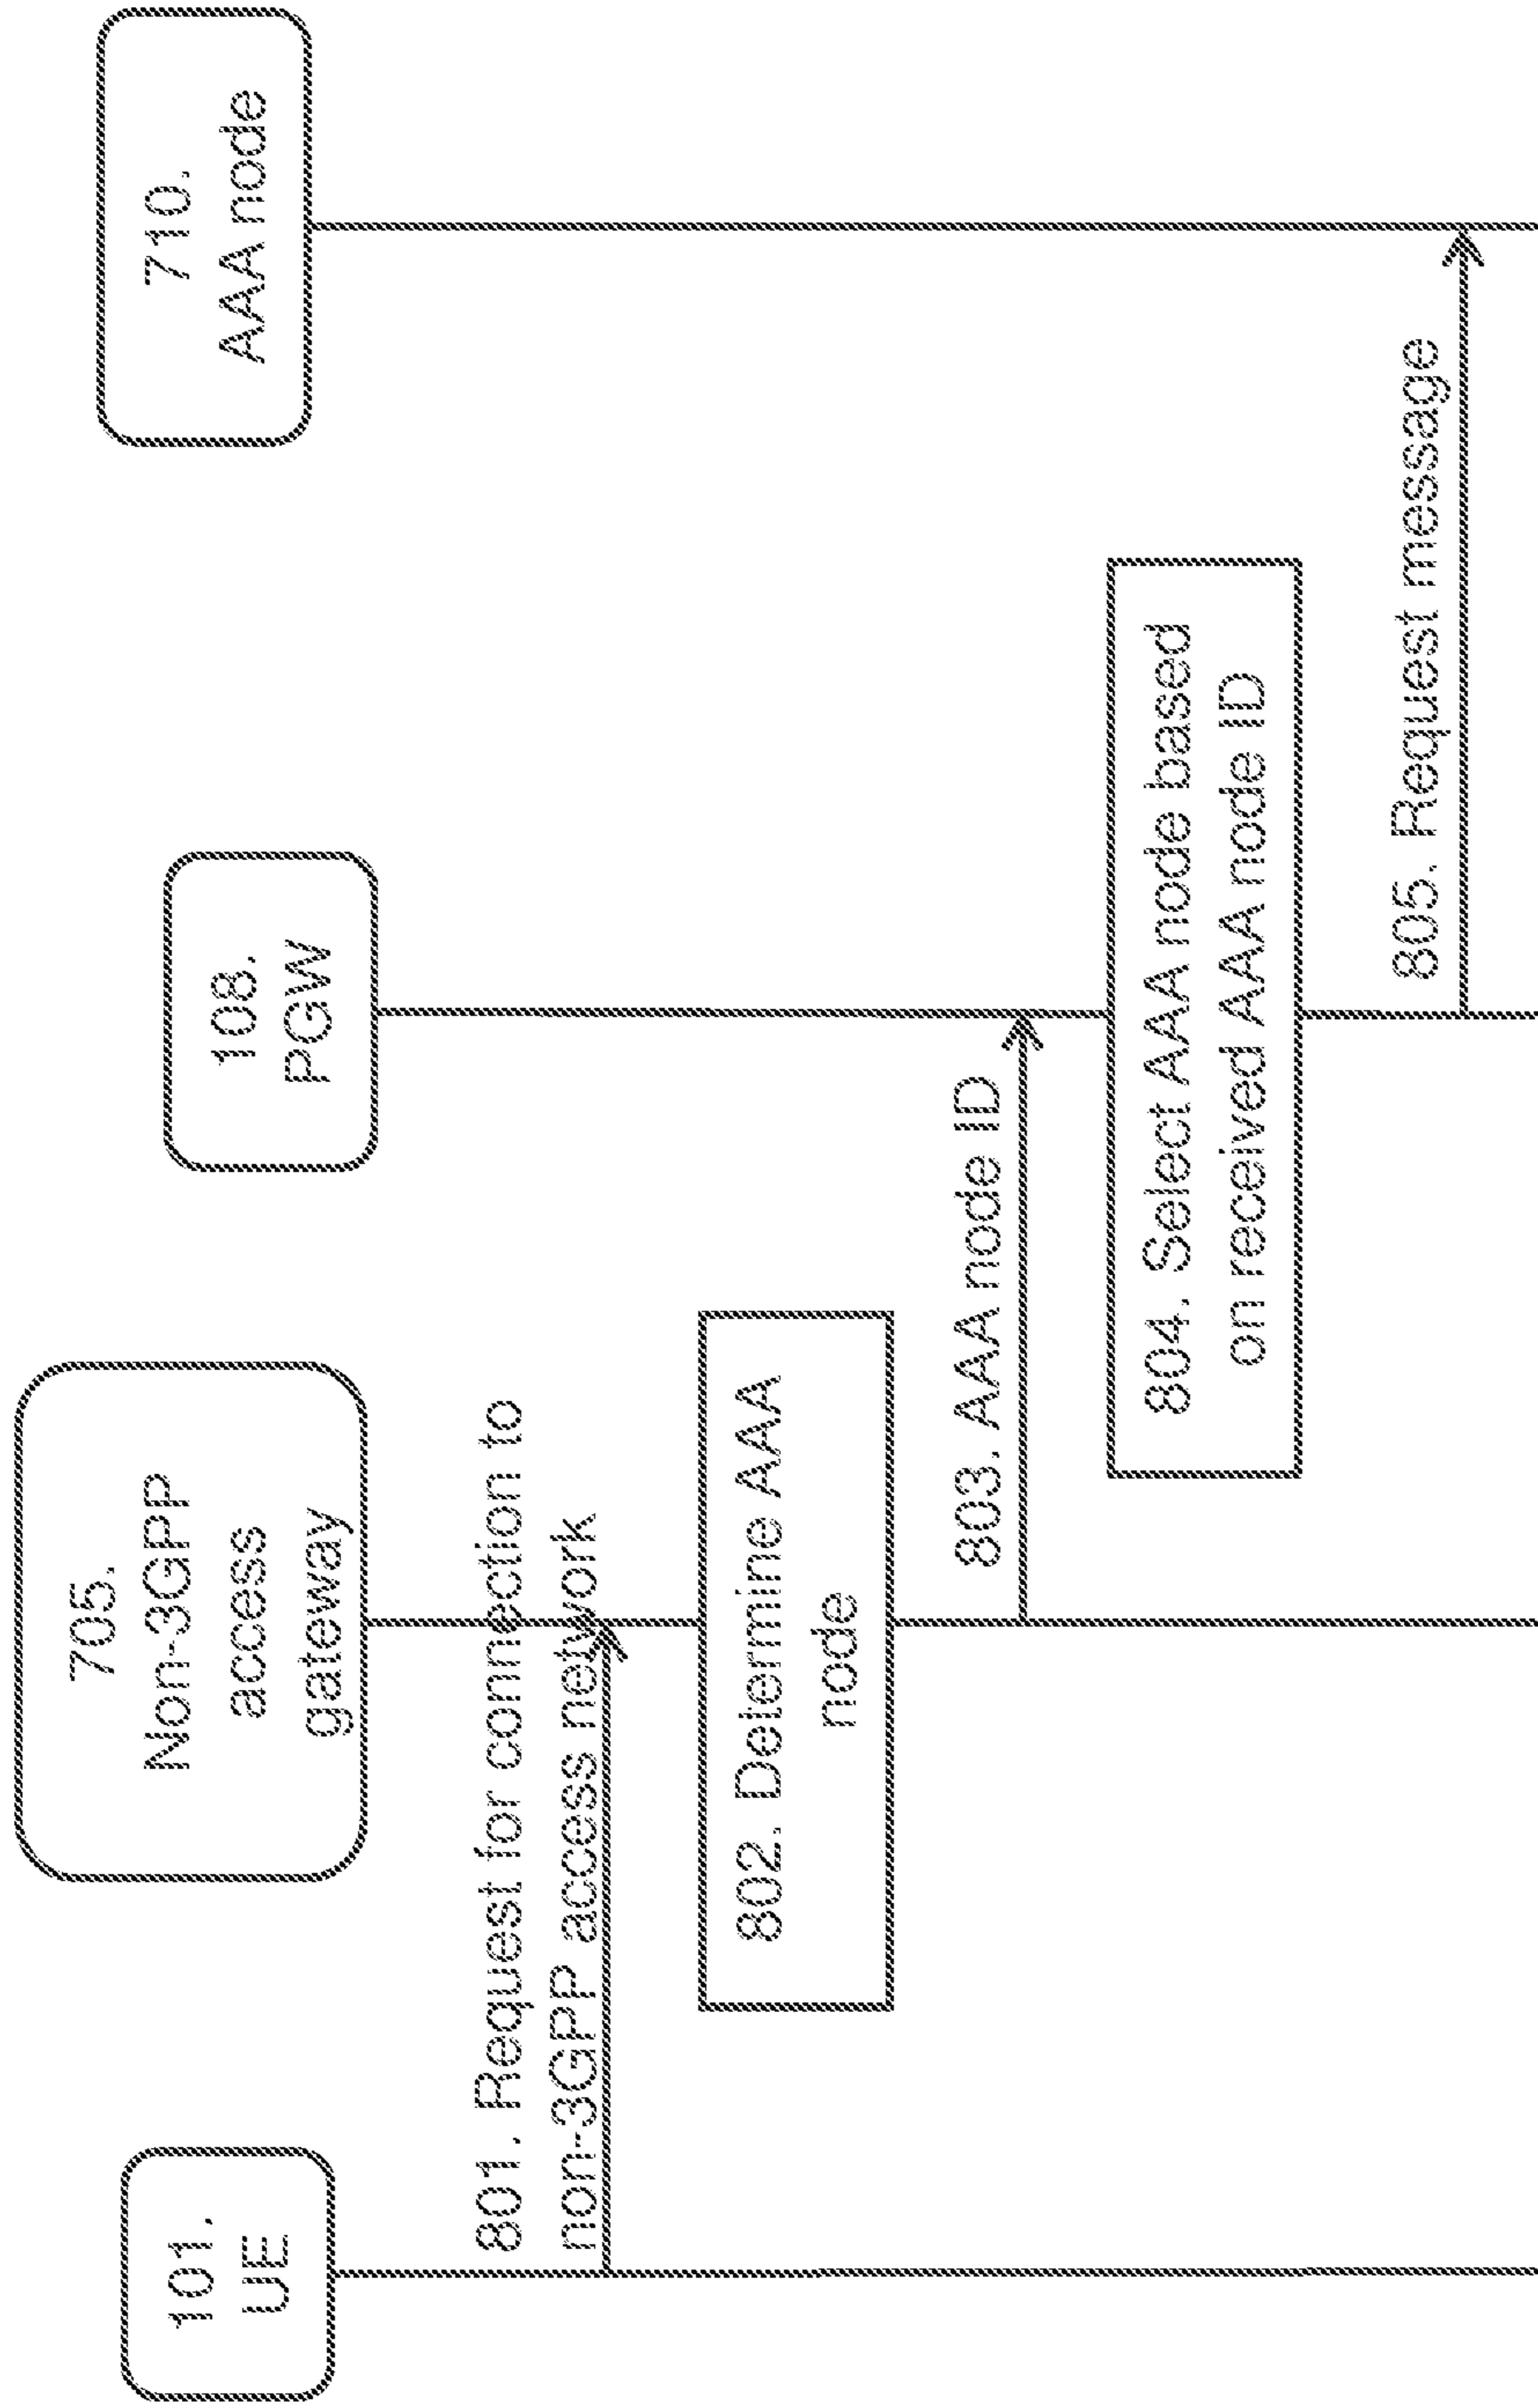 101.
UE
705.
Non-3GPP
access
gateway
108.
PGW
710.
AAA node
801. Request for connection to
non-3GPP access network
802. Determine AAA
node
803. AAA node ID
804. Select AAA node based
on received AAA node ID
805. Request message